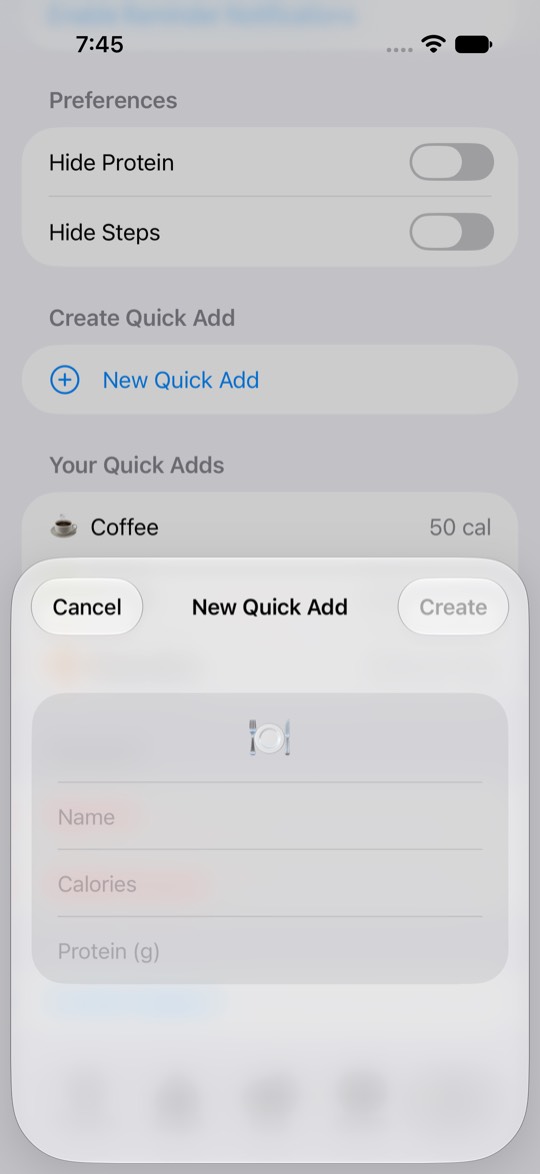 7:45
Preferences
Hide Protein
Hide Steps
Create Quick Add
New Quick Add
Your Quick Adds
Coffee 50 cal
Cancel New Quick Add Create
Name
Calories
Protein (g)